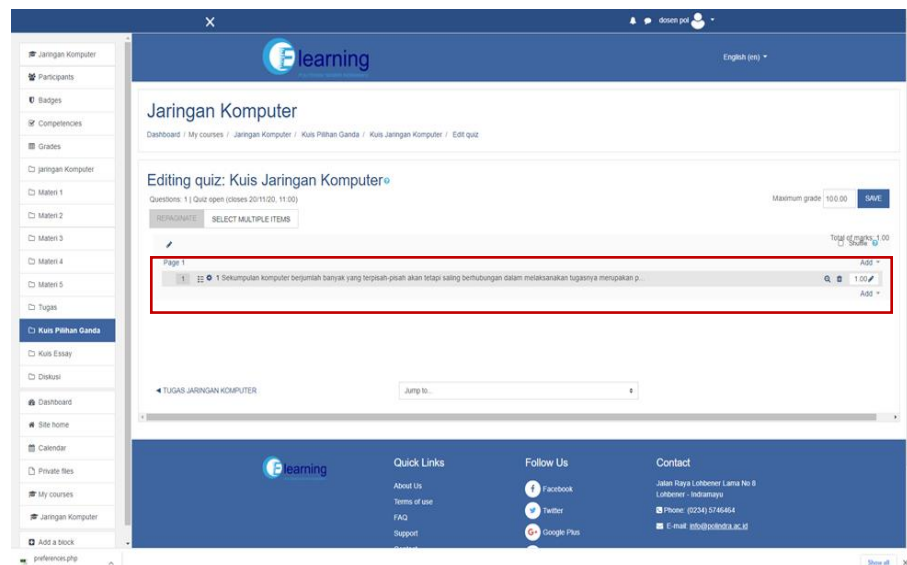 dosen pol
Jaringan Komputer
Participants
Badges
Competencies
Grades
jaringan Komputer
Materi 1
Materi 2
Materi 3
Materi 4
Materi 5
Tugas
Kuis Pilihan Ganda
Kuis Essay
Diskusi
Dashboard
Site home
Calendar
Private files
My courses
Jaringan Komputer
Add a block
Elearning
English (en)
Jaringan Komputer
Dashboard / My courses / Jaringan Komputer / Kuis Pilihan Ganda / Kuis Jaringan Komputer / Edit quiz
Editing quiz: Kuis Jaringan Komputer
Questions: 1 | Quiz open (closes 20/11/20, 11:00)
Maximum grade 100.00 SAVE
REPAGINATE SELECT MULTIPLE ITEMS
Total of marks: 1.00
Shuffle
Page 1
Add
1 1 Sekumpulan komputer berjumlah banyak yang terpisah-pisah akan tetapi saling berhubungan dalam melaksanakan tugasnya merupakan p... 1.00
Add
◄ TUGAS JARINGAN KOMPUTER
Jump to...
Elearning
Quick Links
About Us
Terms of use
FAQ
Support
Follow Us
Facebook
Twitter
Google Plus
Contact
Jalan Raya Lohbener Lama No 8
Lohbener - Indramayu
Phone: (0234) 5746464
E-mail: info@polindra.ac.id
preferences.php
Show all